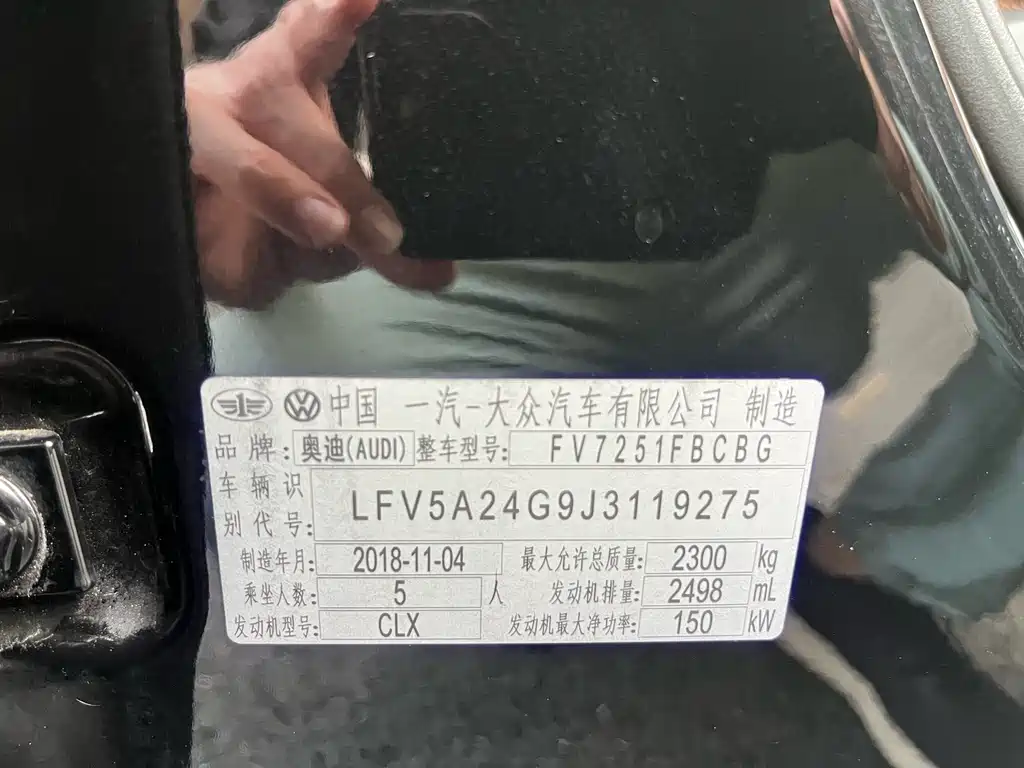 中国 一汽-大众汽车有限公司 制造
品牌: 奥迪(AUDI) 整车型号: FV7251FBCBG
车辆识别代号: LFV5A24G9J3119275
制造年月: 2018-11-04 最大允许总质量: 2300 kg
乘坐人数: 5 人 发动机排量: 2498 mL
发动机型号: CLX 发动机最大净功率: 150 kW